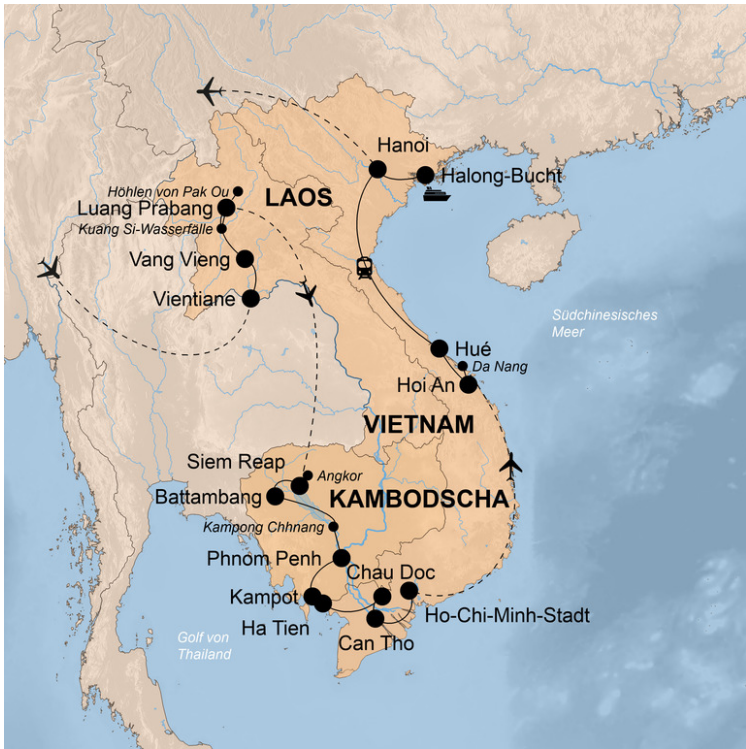 Hanoi
Halong-Bucht
Höhlen von Pak Ou
LAOS
Luang Prabang
Kuang Si-Wasserfälle
Vang Vieng
Vientiane
Südchinesisches
Meer
Hué
Da Nang
Hoi An
VIETNAM
Siem Reap
Angkor
Battambang
KAMBODSCHA
Kampong Chhnang
Phnom Penh
Chau Doc
Kampot
Ho-Chi-Minh-Stadt
Ha Tien
Can Tho
Golf von
Thailand